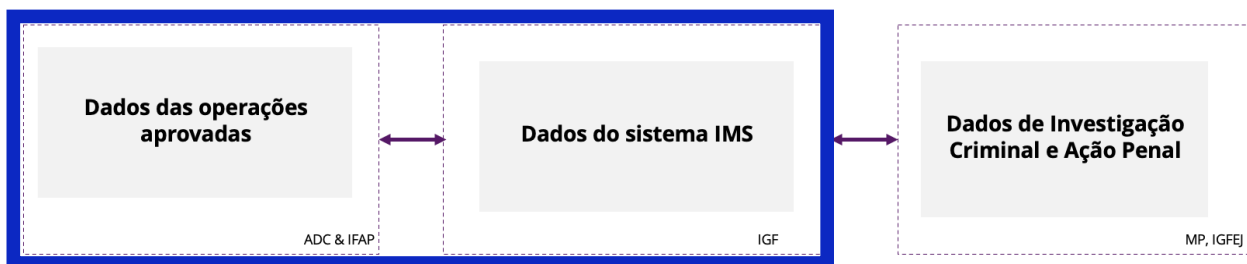 Dados das operações
aprovadas
ADC & IFAP
Dados do sistema IMS
IGF
Dados de Investigação
Criminal e Ação Penal
MP, IGFEJ